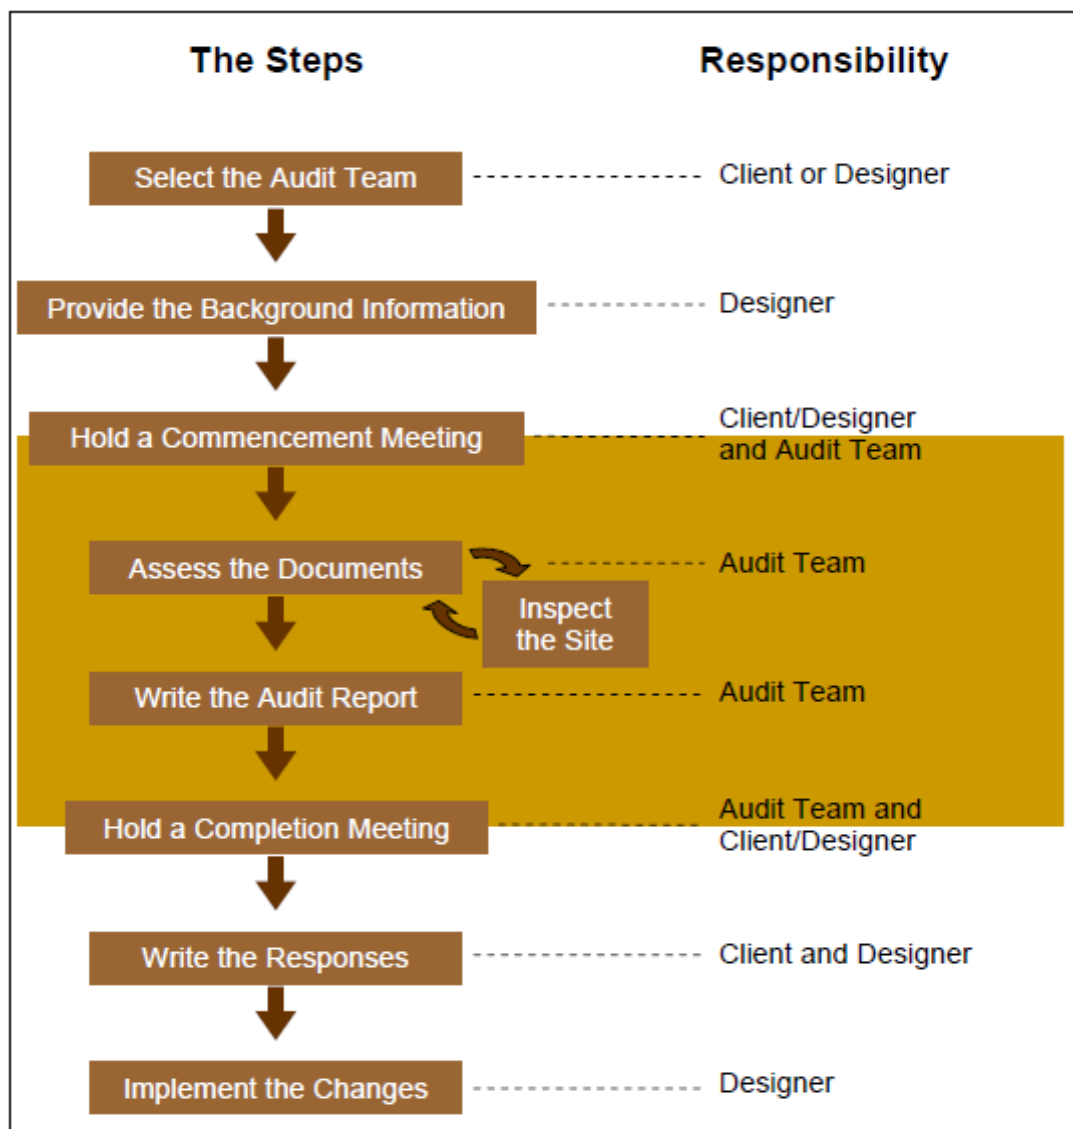 The Steps
Responsibility
Select the Audit Team
Client or Designer
Provide the Background Information
Designer
Hold a Commencement Meeting
Client/Designer
and Audit Team
Assess the Documents
Audit Team
Inspect
the Site
Write the Audit Report
Audit Team
Hold a Completion Meeting
Audit Team and
Client/Designer
Write the Responses
Client and Designer
Implement the Changes
Designer